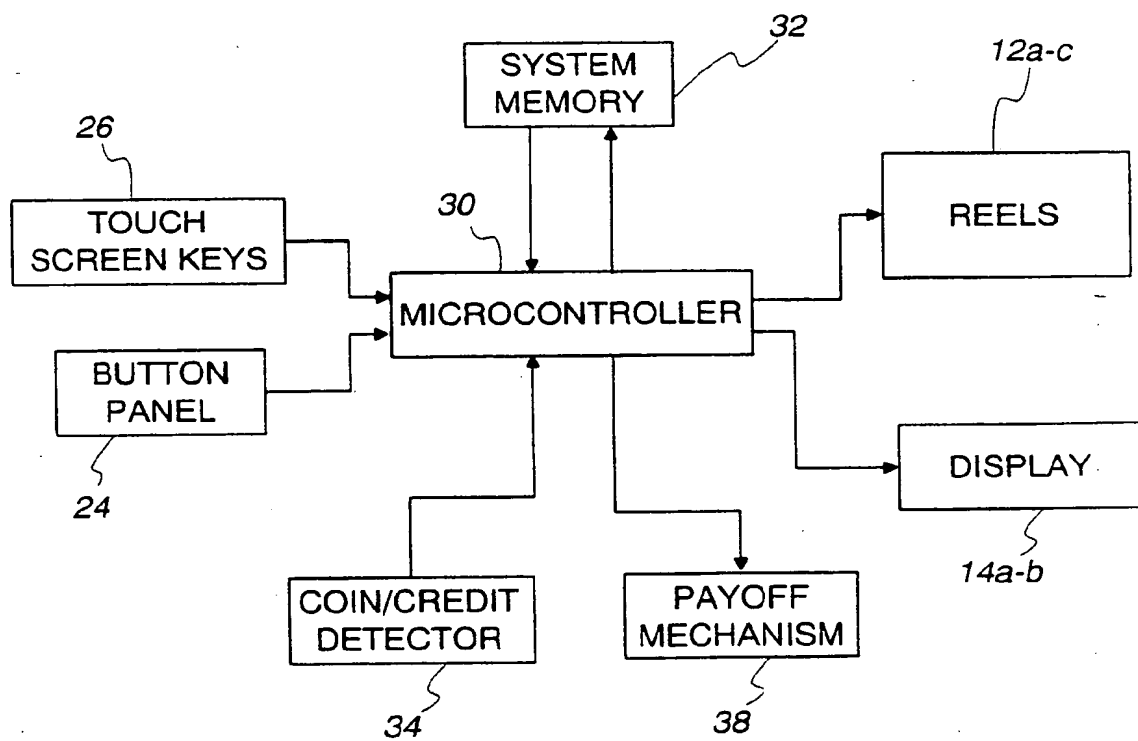 32
SYSTEM
MEMORY
12a-c
26
REELS
TOUCH
SCREEN KEYS
30
MICROCONTROLLER
BUTTON
PANEL
24
DISPLAY
14a-b
COIN/CREDIT
DETECTOR
34
PAYOFF
MECHANISM
38